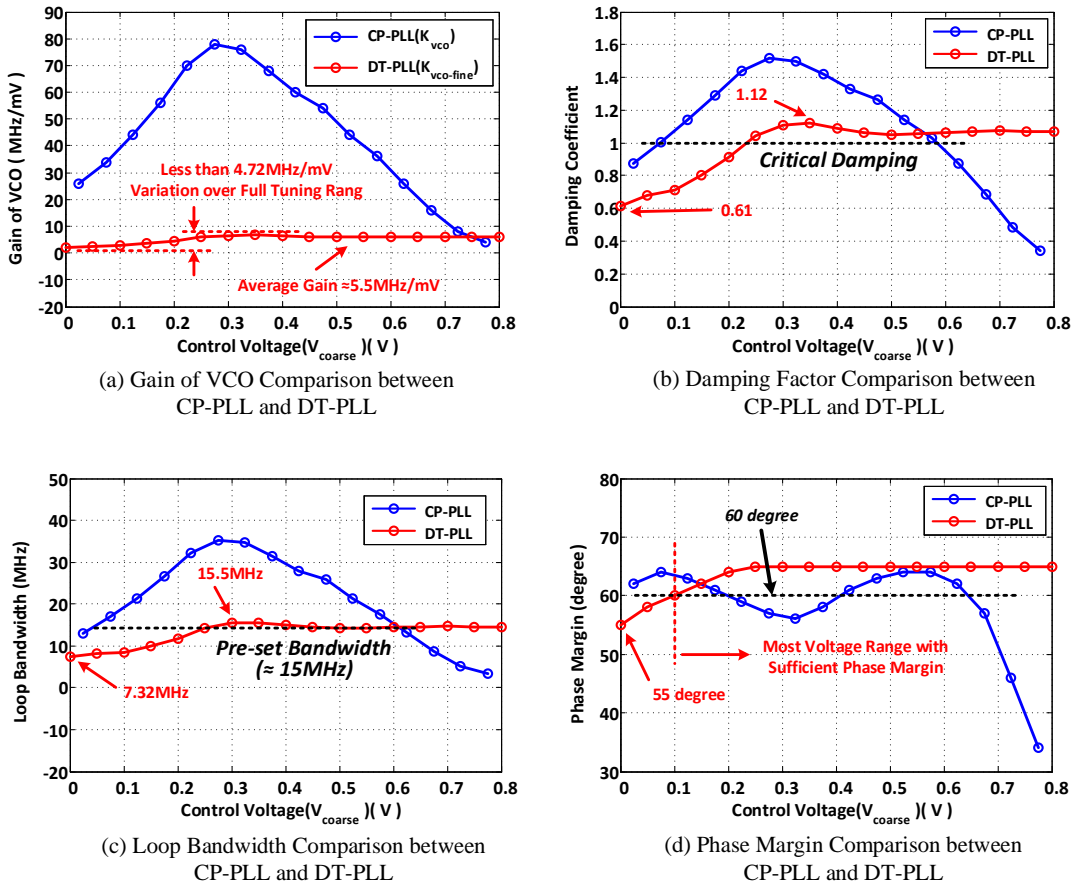 90
80
70
60
50
40
30
20
10
0
-10
-20
Gain of VCO ( MHz/mV)
CP-PLL(Kvco)
DT-PLL(Kvco-fine)
Less than 4.72MHz/mV
Variation over Full Tuning Rang
Average Gain ≈5.5MHz/mV
0 0.1 0.2 0.3 0.4 0.5 0.6 0.7 0.8
Control Voltage(Vcoarse)( V )
(a) Gain of VCO Comparison between
CP-PLL and DT-PLL
1.8
1.6
1.4
1.2
1
0.8
0.6
0.4
0.2
0
Damping Coefficient
CP-PLL
DT-PLL
1.12
Critical Damping
0.61
0 0.1 0.2 0.3 0.4 0.5 0.6 0.7 0.8
Control Voltage(Vcoarse)( V )
(b) Damping Factor Comparison between
CP-PLL and DT-PLL
50
40
30
20
10
0
-10
-20
Loop Bandwidth (MHz)
CP-PLL
DT-PLL
15.5MHz
Pre-set Bandwidth
(≈ 15MHz)
7.32MHz
0 0.1 0.2 0.3 0.4 0.5 0.6 0.7 0.8
Control Voltage(Vcoarse)( V )
(c) Loop Bandwidth Comparison between
CP-PLL and DT-PLL
90
80
70
60
50
40
30
Phase Margin (degree)
CP-PLL
DT-PLL
60 degree
Most Voltage Range with
Sufficient Phase Margin
55 degree
0 0.1 0.2 0.3 0.4 0.5 0.6 0.7 0.8
Control Voltage(Vcoarse)( V )
(d) Phase Margin Comparison between
CP-PLL and DT-PLL